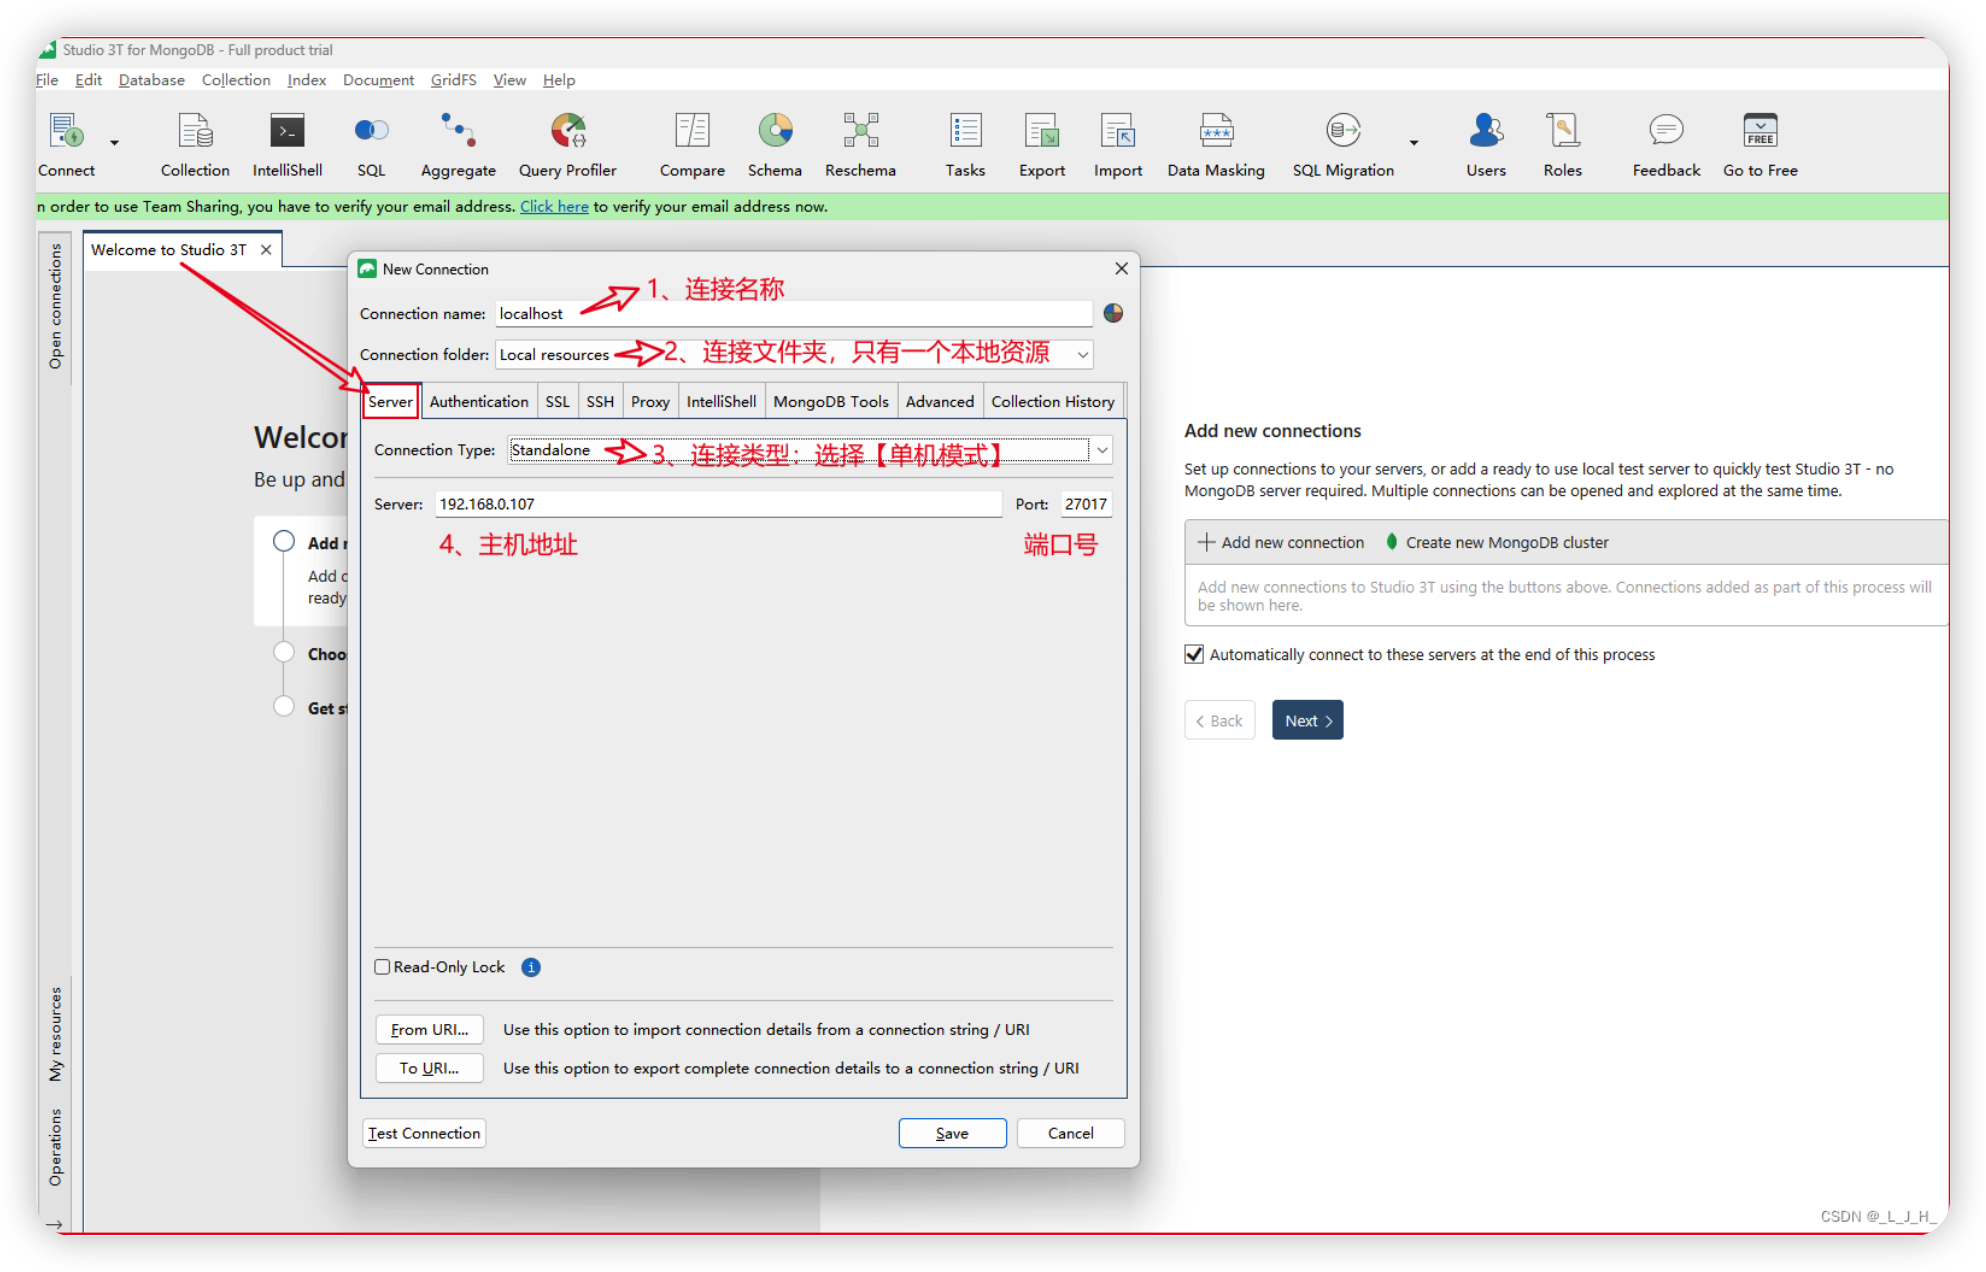 Studio 3T for MongoDB - Full product trial
File Edit Database Collection Index Document GridFS View Help
Connect Collection IntelliShell SQL Aggregate Query Profiler Compare Schema Reschema Tasks Export Import Data Masking SQL Migration Users Roles Feedback Go to Free
FREE
n order to use Team Sharing, you have to verify your email address. Click here to verify your email address now.
Open connections
Welcome to Studio 3T
New Connection
1、连接名称
Connection name: localhost
Connection folder: Local resources 2、连接文件夹，只有一个本地资源
Server Authentication SSL SSH Proxy IntelliShell MongoDB Tools Advanced Collection History
Connection Type: Standalone 3、连接类型：选择【单机模式】
Server: 192.168.0.107 Port: 27017
4、主机地址 端口号
Read-Only Lock
From URI... Use this option to import connection details from a connection string / URI
To URI... Use this option to export complete connection details to a connection string / URI
Test Connection Save Cancel
Welcor
Be up and
Add r
Add c
ready
Choo
Get st
Add new connections
Set up connections to your servers, or add a ready to use local test server to quickly test Studio 3T - no
MongoDB server required. Multiple connections can be opened and explored at the same time.
Add new connection Create new MongoDB cluster
Add new connections to Studio 3T using the buttons above. Connections added as part of this process will
be shown here.
Automatically connect to these servers at the end of this process
Back Next
My resources
Operations
CSDN @_L_J_H_